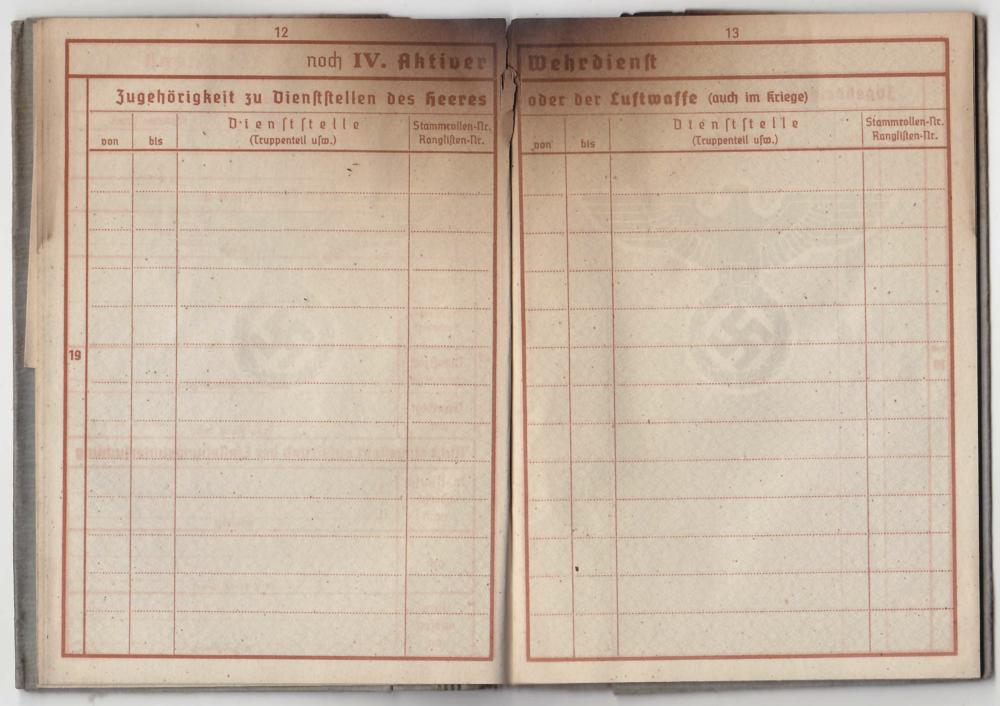 12
noch IV. Aktiver
Zugehörigkeit zu Dienststellen des Heeres
von
bis
Dienststelle
(Truppenteil usw.)
Stammrollen-Nr.
Ranglisten-Nr.
19
13
Wehrdienst
oder der Luftwaffe (auch im Kriege)
von
bis
Dienststelle
(Truppenteil usw.)
Stammrollen-Nr.
Ranglisten-Nr.